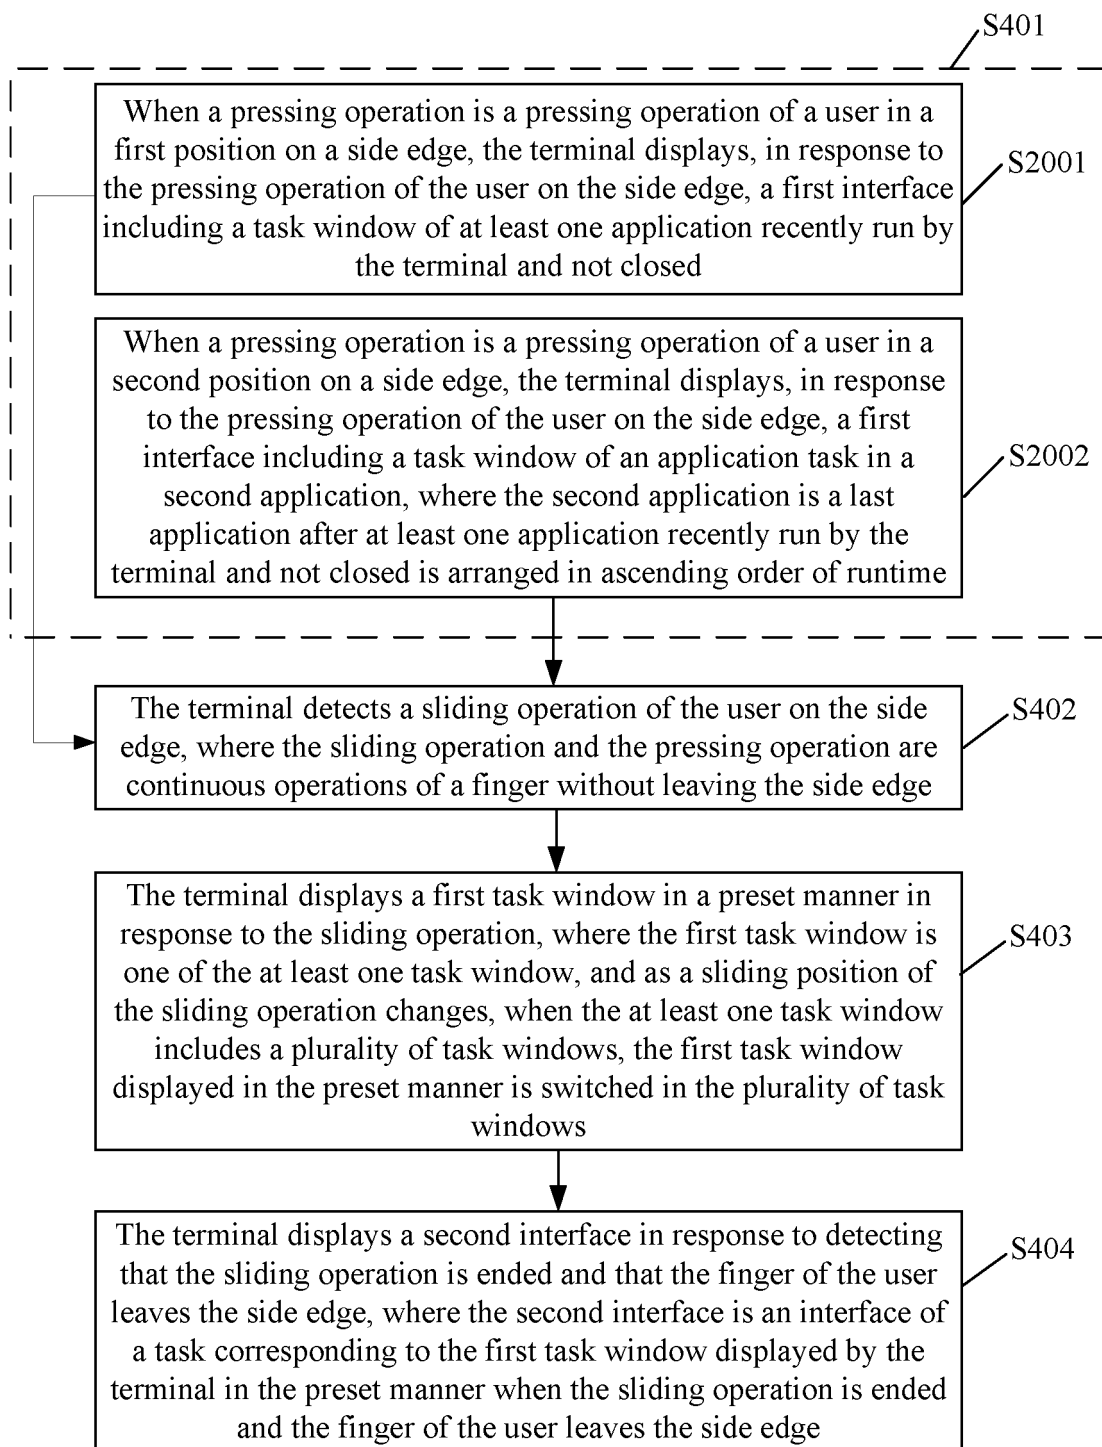 S401
When a pressing operation is a pressing operation of a user in a
first position on a side edge, the terminal displays, in response to
the pressing operation of the user on the side edge, a first interface
including a task window of at least one application recently run by
the terminal and not closed
S2001
When a pressing operation is a pressing operation of a user in a
second position on a side edge, the terminal displays, in response
to the pressing operation of the user on the side edge, a first
interface including a task window of an application task in a
second application, where the second application is a last
application after at least one application recently run by the
terminal and not closed is arranged in ascending order of runtime
S2002
The terminal detects a sliding operation of the user on the side
edge, where the sliding operation and the pressing operation are
continuous operations of a finger without leaving the side edge
S402
The terminal displays a first task window in a preset manner in
response to the sliding operation, where the first task window is
one of the at least one task window, and as a sliding position of
the sliding operation changes, when the at least one task window
includes a plurality of task windows, the first task window
displayed in the preset manner is switched in the plurality of task
windows
S403
The terminal displays a second interface in response to detecting
that the sliding operation is ended and that the finger of the user
leaves the side edge, where the second interface is an interface of
a task corresponding to the first task window displayed by the
terminal in the preset manner when the sliding operation is ended
and the finger of the user leaves the side edge
S404